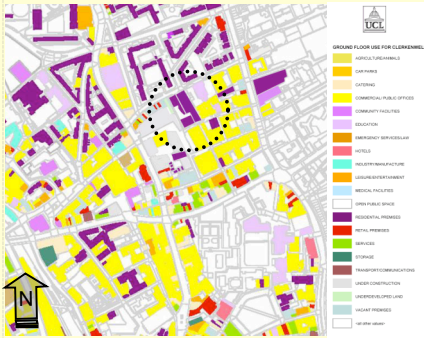 UCL
GROUND FLOOR USE FOR CLERKENWEL
AGRICULTURE/ANIMALS
CAR PARKS
CATERING
COMMERCIAL/ PUBLIC OFFICES
COMMUNITY FACILITIES
EDUCATION
EMERGENCY SERVICES/LAW
HOTELS
INDUSTRY/MANUFACTURE
LEISURE/ENTERTAINMENT
MEDICAL FACILITIES
OPEN PUBLIC SPACE
RESIDENTIAL PREMISES
RETAIL PREMISES
SERVICES
STORAGE
TRANSPORT/COMMUNICATIONS
UNDER CONSTRUCTION
UNDERDEVELOPED LAND
VACANT PREMISES
<all other values>
N